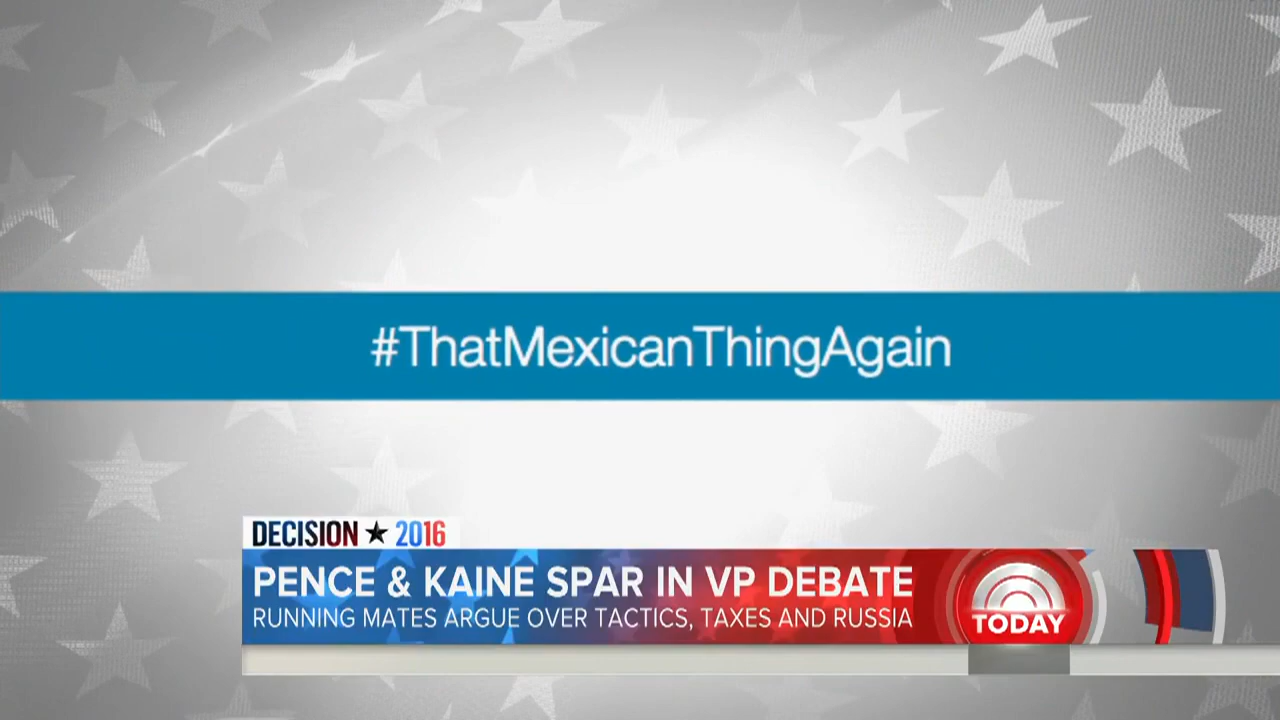 #ThatMexicanThingAgain
DECISION ★ 2016
PENCE & KAINE SPAR IN VP DEBATE
RUNNING MATES ARGUE OVER TACTICS, TAXES AND RUSSIA
TODAY